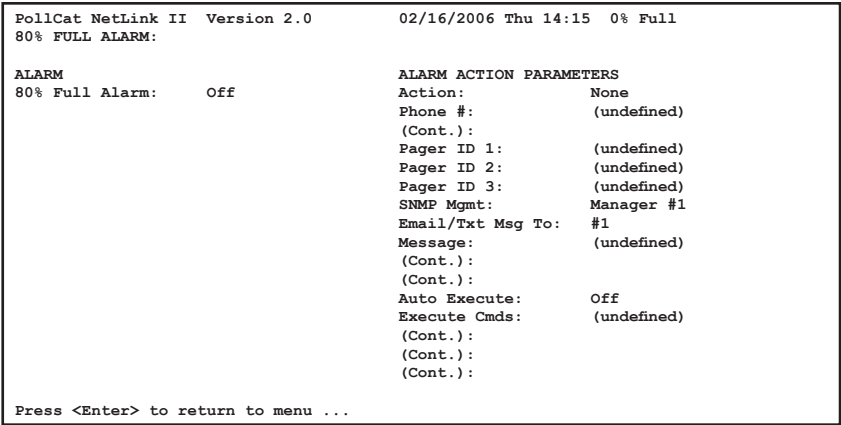 PollCat NetLink II  Version 2.0          02/16/2006 Thu 14:15  0% Full
80% FULL ALARM:

ALARM                                    ALARM ACTION PARAMETERS
80% Full Alarm:     Off                  Action:             None
                                         Phone #:            (undefined)
                                         (Cont.):
                                         Pager ID 1:         (undefined)
                                         Pager ID 2:         (undefined)
                                         Pager ID 3:         (undefined)
                                         SNMP Mgmt:          Manager #1
                                         Email/Txt Msg To:   #1
                                         Message:            (undefined)
                                         (Cont.):
                                         (Cont.):
                                         Auto Execute:       Off
                                         Execute Cmds:       (undefined)
                                         (Cont.):
                                         (Cont.):
                                         (Cont.):

Press <Enter> to return to menu ...